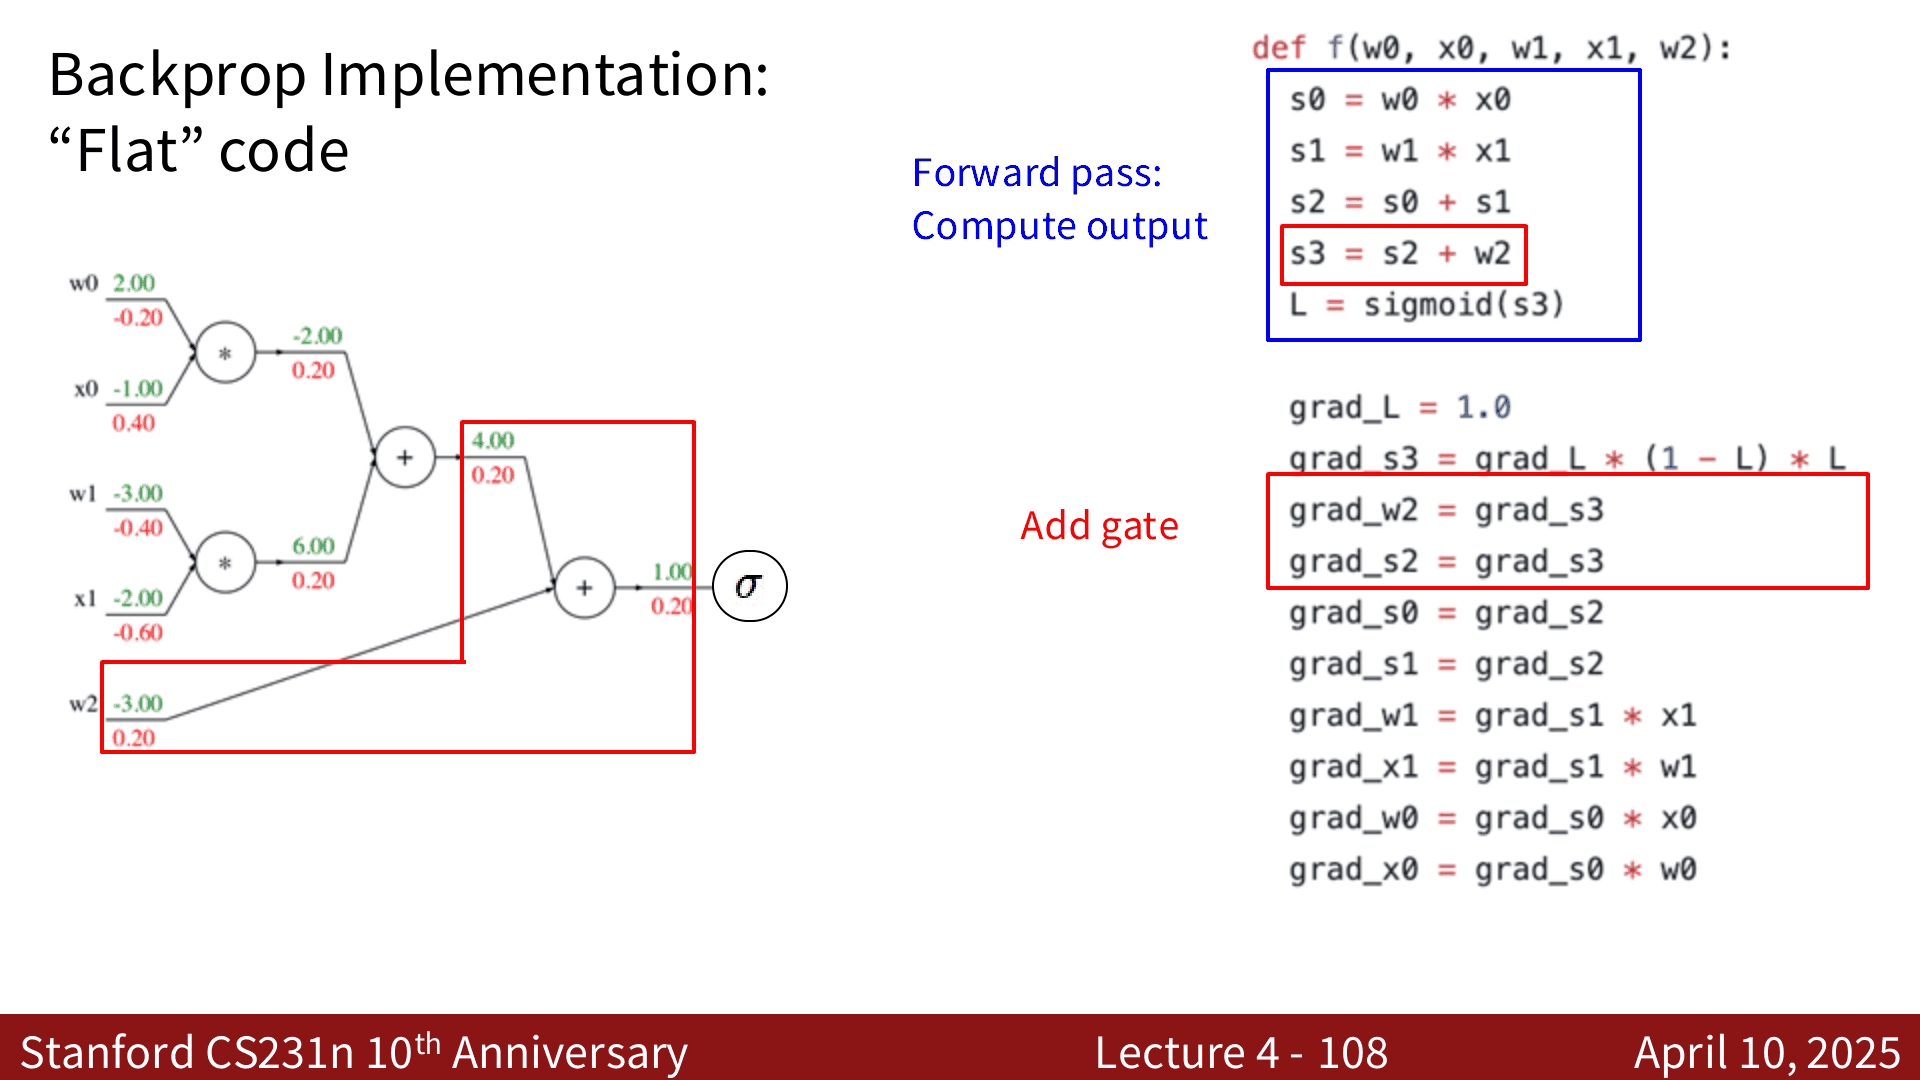 Backprop Implementation:
“Flat” code
Forward pass:
Compute output
def f(w0, x0, w1, x1, w2):
s0 = w0 * x0
s1 = w1 * x1
s2 = s0 + s1
s3 = s2 + w2
L = sigmoid(s3)
Add gate
grad_L = 1.0
grad_s3 = grad_L * (1 - L) * L
grad_w2 = grad_s3
grad_s2 = grad_s3
grad_s0 = grad_s2
grad_s1 = grad_s2
grad_w1 = grad_s1 * x1
grad_x1 = grad_s1 * w1
grad_w0 = grad_s0 * x0
grad_x0 = grad_s0 * w0
w0 2.00
-0.20
*
-2.00
0.20
x0 -1.00
0.40
+
4.00
0.20
w1 -3.00
-0.40
*
6.00
0.20
x1 -2.00
-0.60
+
1.00
0.20
σ
w2 -3.00
0.20
Stanford CS231n 10th Anniversary
Lecture 4 - 108
April 10, 2025